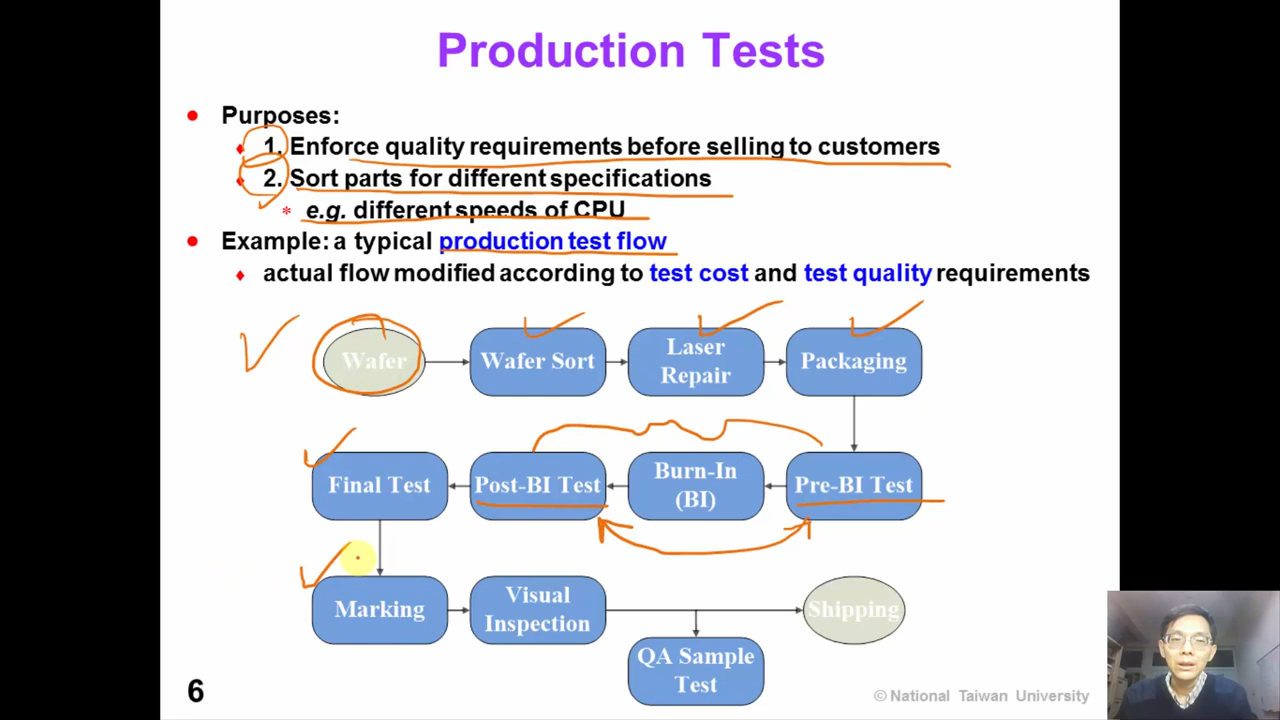 Production Tests
Purposes:
1. Enforce quality requirements before selling to customers
2. Sort parts for different specifications
* e.g. different speeds of CPU
Example: a typical production test flow
actual flow modified according to test cost and test quality requirements
Wafer
Wafer Sort
Laser
Repair
Packaging
Final Test
Post-BI Test
Burn-In
(BI)
Pre-BI Test
Marking
Visual
Inspection
Shipping
QA Sample
Test
6
© National Taiwan University